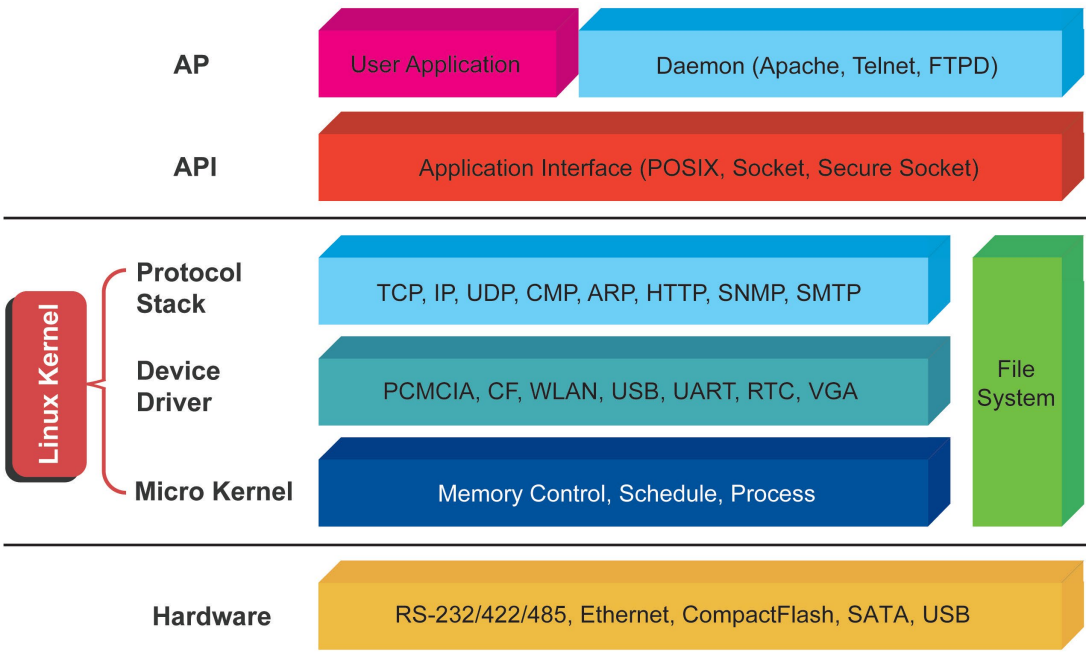 AP
User Application
Daemon (Apache, Telnet, FTPD)
API
Application Interface (POSIX, Socket, Secure Socket)
Linux Kernel
Protocol
Stack
TCP, IP, UDP, CMP, ARP, HTTP, SNMP, SMTP
Device
Driver
PCMCIA, CF, WLAN, USB, UART, RTC, VGA
File
System
Micro Kernel
Memory Control, Schedule, Process
Hardware
RS-232/422/485, Ethernet, CompactFlash, SATA, USB